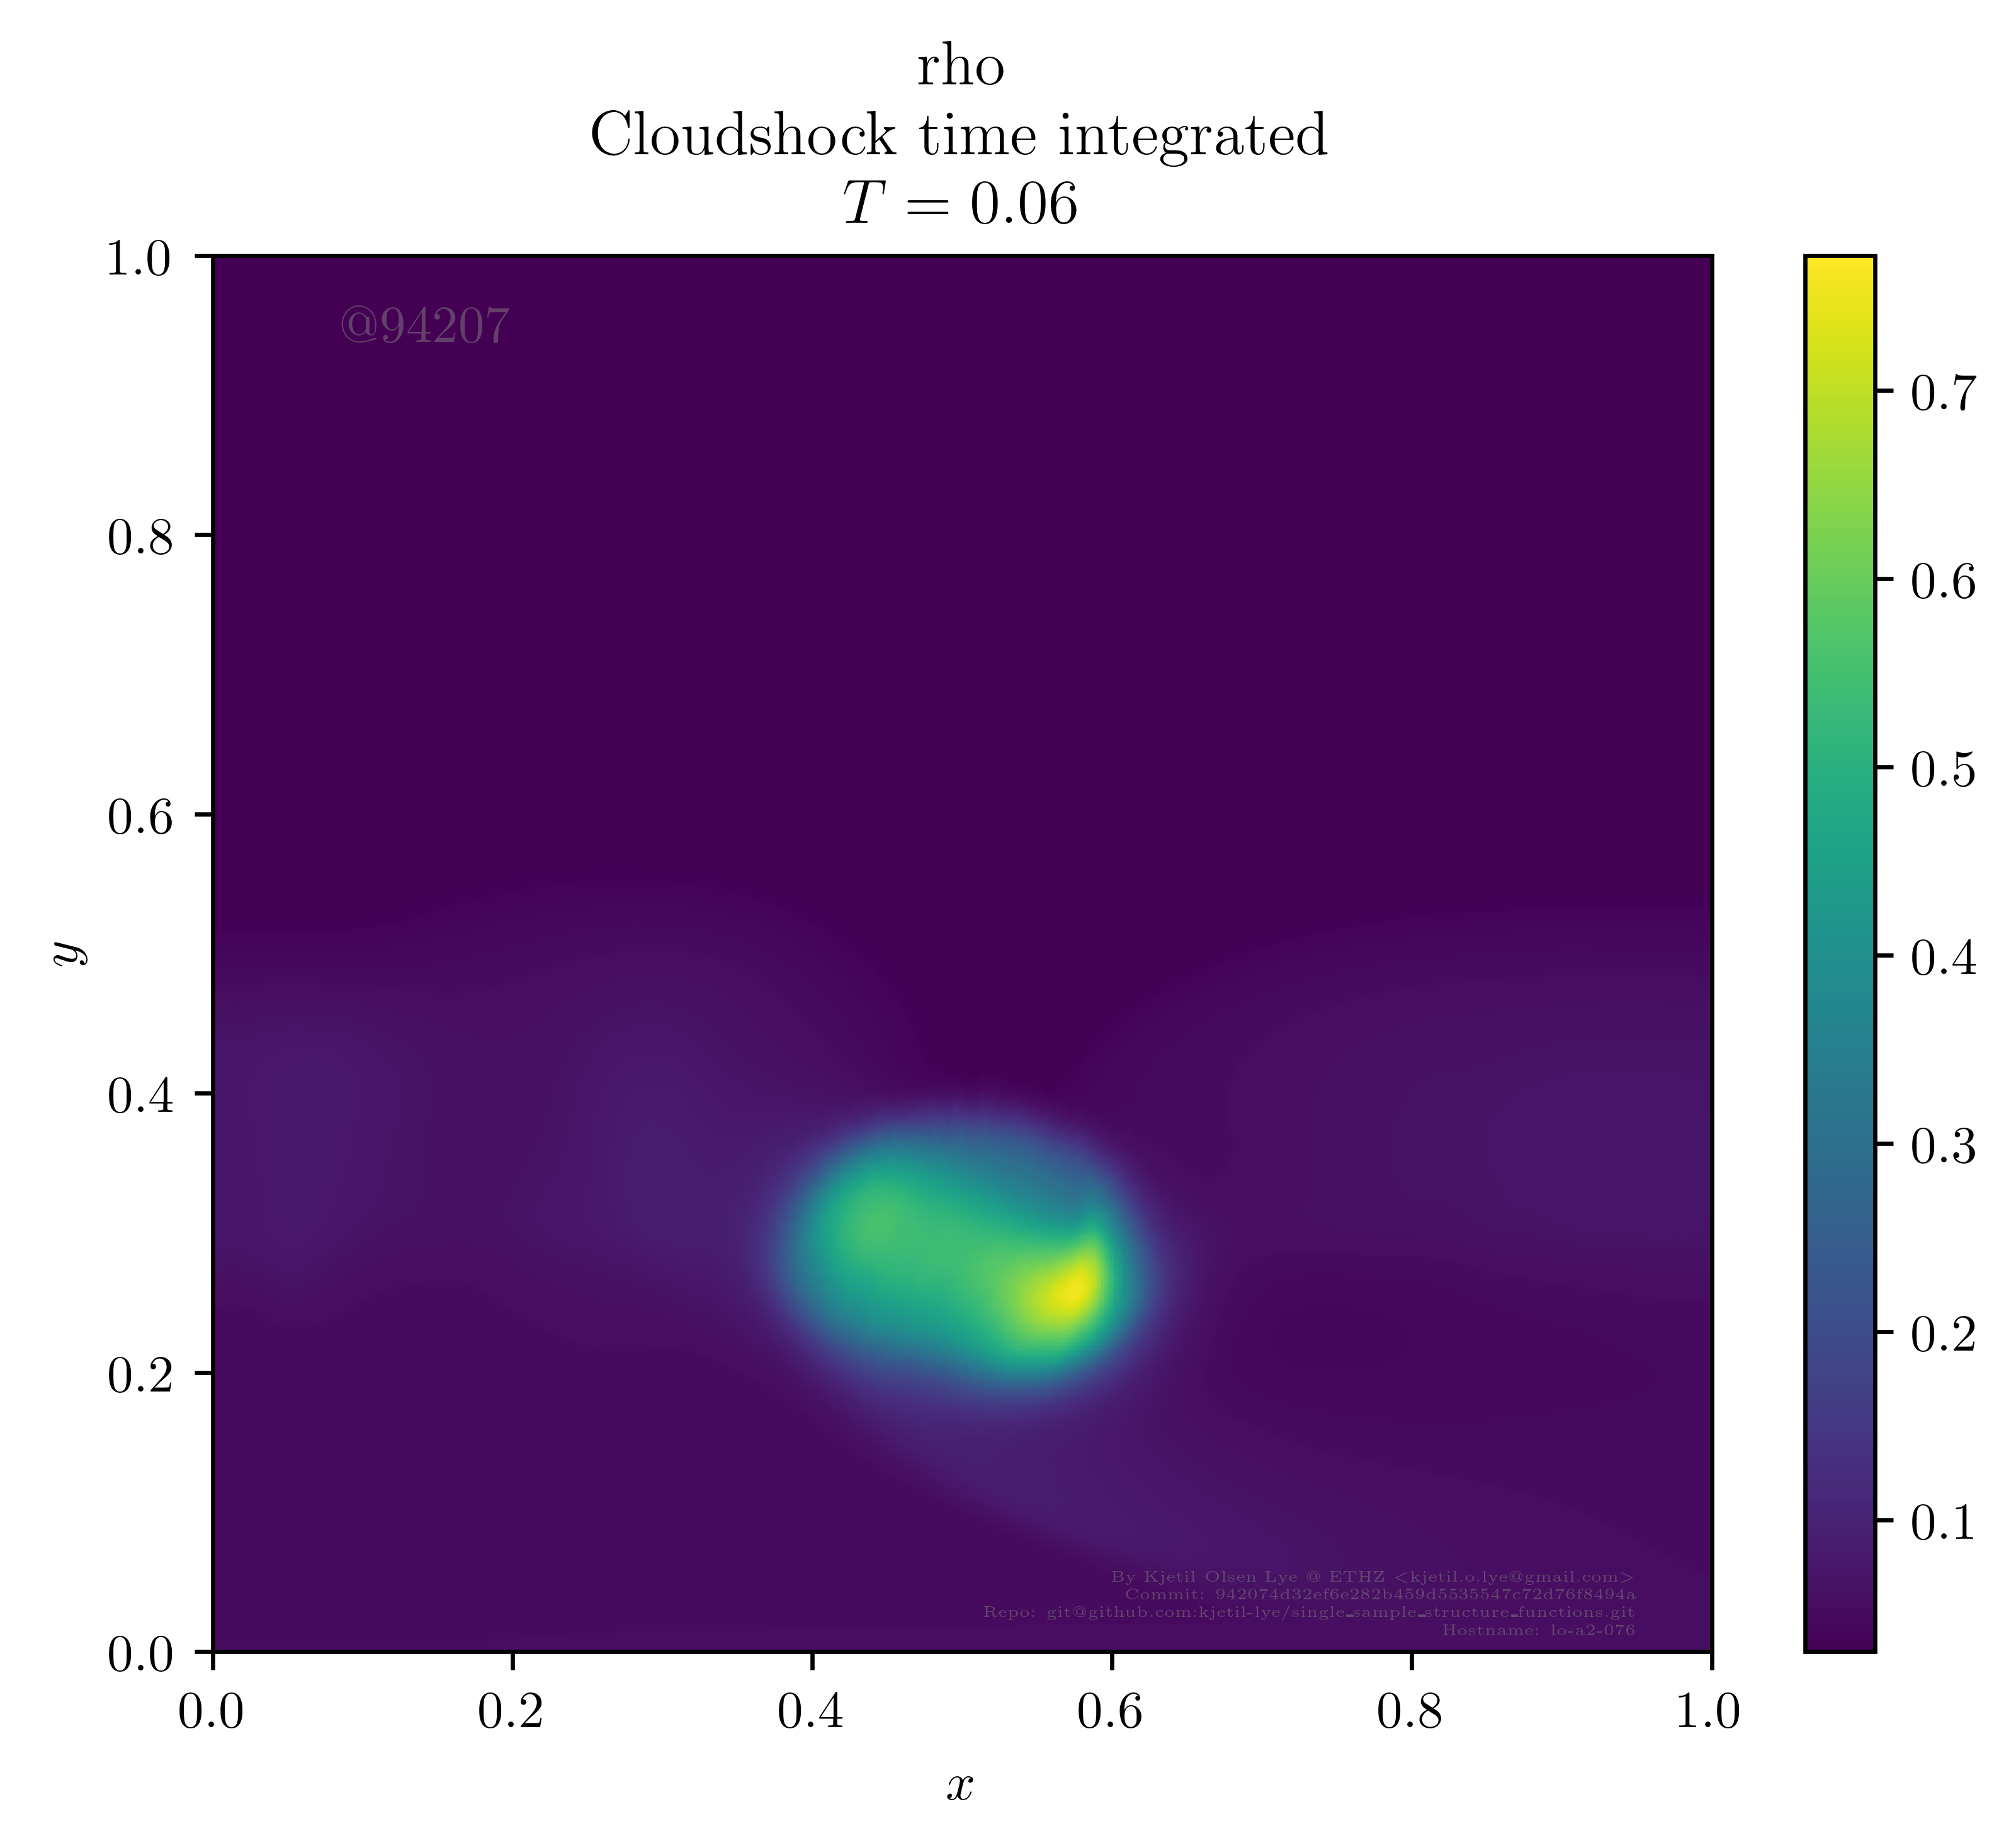 rho
Cloudshock time integrated
T = 0.06
1.0
0.8
0.6
0.4
0.2
0.0
y
@94207
By Kjetil Olsen Lye @ ETHZ <kjetil.o.lye@gmail.com>
Commit: 942074d32ef6e282b459d5535547c72d76f8494a
Repo: git@github.com:kjetil-lye/single_sample_structure_functions.git
Hostname: lo-a2-076
0.0 0.2 0.4 0.6 0.8 1.0
x
0.7
0.6
0.5
0.4
0.3
0.2
0.1